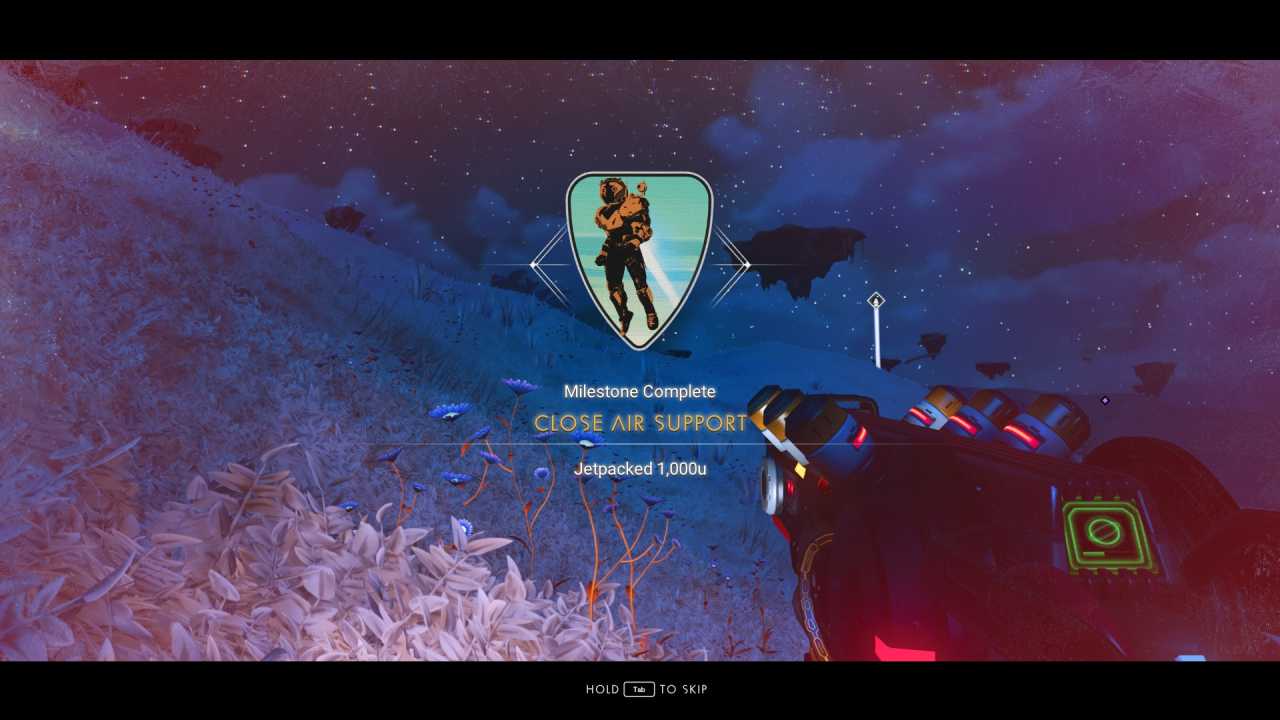 Milestone Complete
CLOSE AIR SUPPORT
Jetpacked 1,000u
HOLD Tab TO SKIP